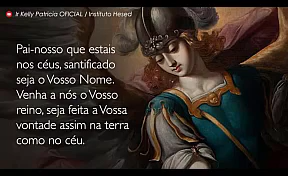 Ir Kelly Patricia OFICIAL / Instituto Hesed
Pai-nosso que estais
nos céus, santificado
seja o Vosso Nome.
Venha a nós o Vosso
reino, seja feita a Vossa
vontade assim na terra
como no céu.